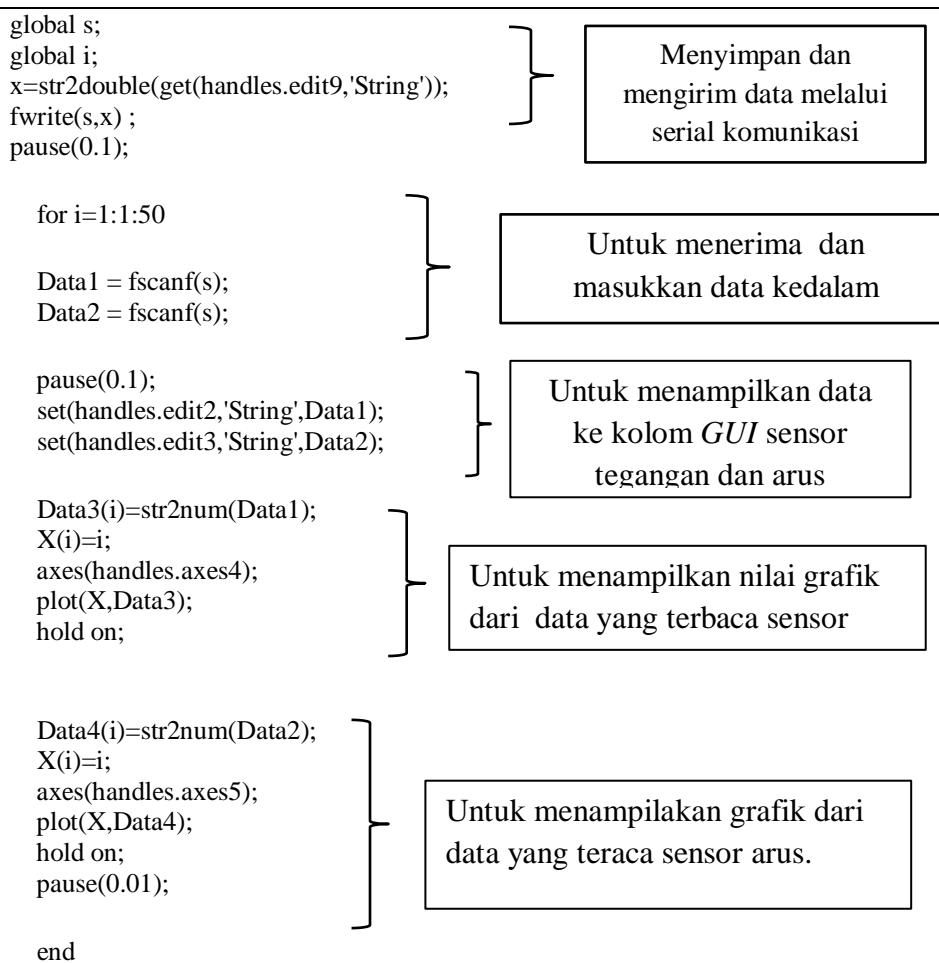 global s;
global i;
x=str2double(get(handles.edit9,'String'));
fwrite(s,x) ;
pause(0.1);
Menyimpan dan
mengirim data melalui
serial komunikasi
for i=1:1:50
Data1 = fscanf(s);
Data2 = fscanf(s);
Untuk menerima dan
masukkan data kedalam
pause(0.1);
set(handles.edit2,'String',Data1);
set(handles.edit3,'String',Data2);
Untuk menampilkan data
ke kolom GUI sensor
tegangan dan arus
Data3(i)=str2num(Data1);
X(i)=i;
axes(handles.axes4);
plot(X,Data3);
hold on;
Untuk menampilkan nilai grafik
dari data yang terbaca sensor
Data4(i)=str2num(Data2);
X(i)=i;
axes(handles.axes5);
plot(X,Data4);
hold on;
pause(0.01);
Untuk menampilakan grafik dari
data yang teraca sensor arus.
end